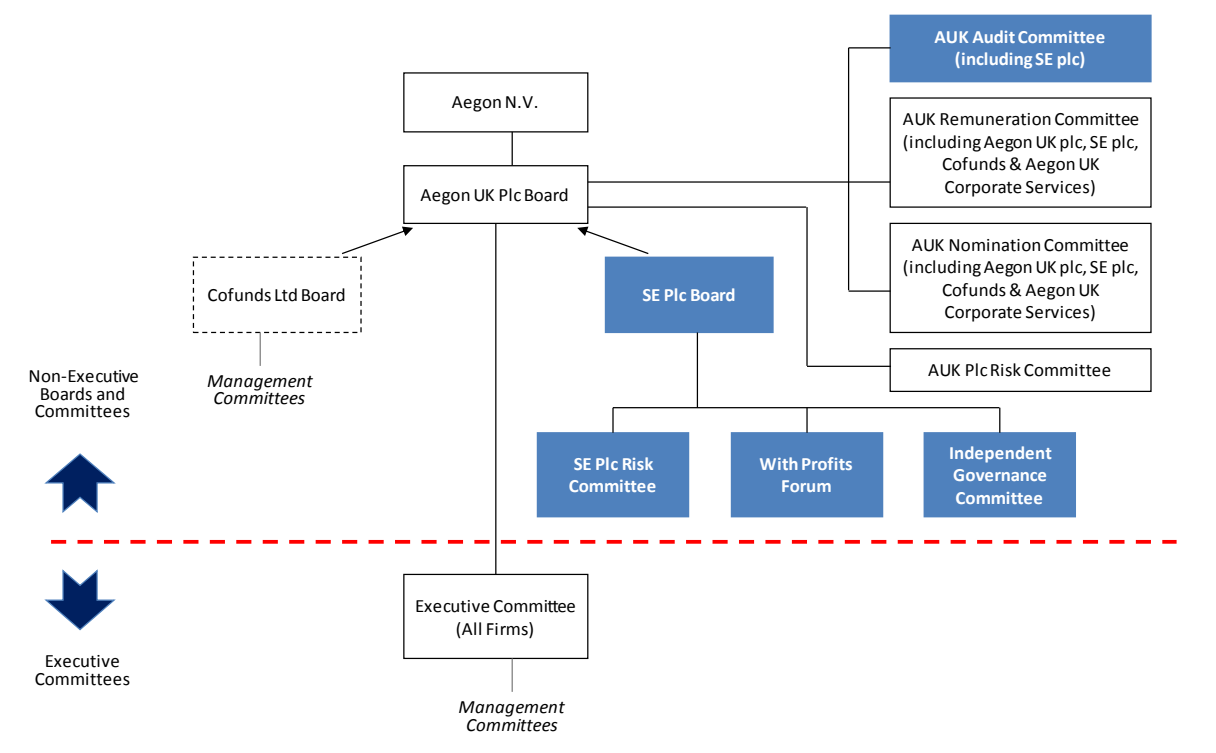 AUK Audit Committee
(including SE plc)
Aegon N.V.
AUK Remuneration Committee
(including Aegon UK plc, SE plc,
Cofunds & Aegon UK
Corporate Services)
Aegon UK Plc Board
AUK Nomination Committee
(including Aegon UK plc, SE plc,
Cofunds & Aegon UK
Corporate Services)
Cofunds Ltd Board
SE Plc Board
AUK Plc Risk Committee
Management
Committees
Non-Executive
Boards and
Committees
SE Plc Risk
Committee
With Profits
Forum
Independent
Governance
Committee
Executive Committee
(All Firms)
Executive
Committees
Management
Committees